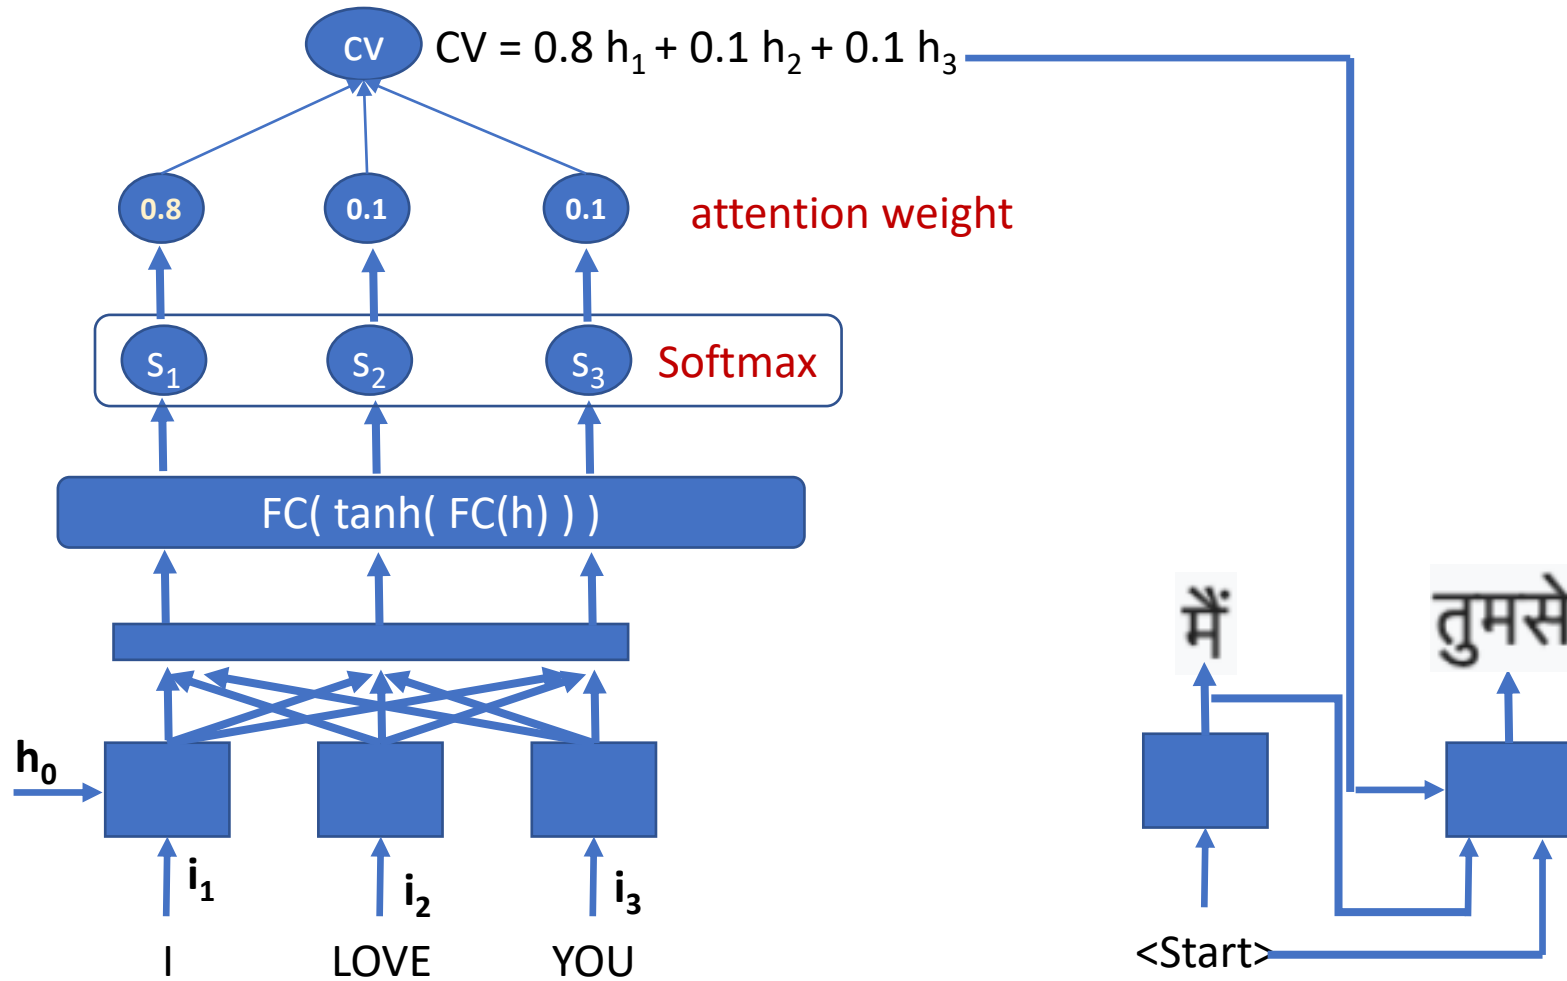 cv CV = 0.8 h₁ + 0.1 h₂ + 0.1 h₃
0.8 0.1 0.1 attention weight
s₁ s₂ s₃ Softmax
FC( tanh( FC(h) ) )
मैं तुमसे
h₀
i₁ i₂ i₃
I LOVE YOU <Start>